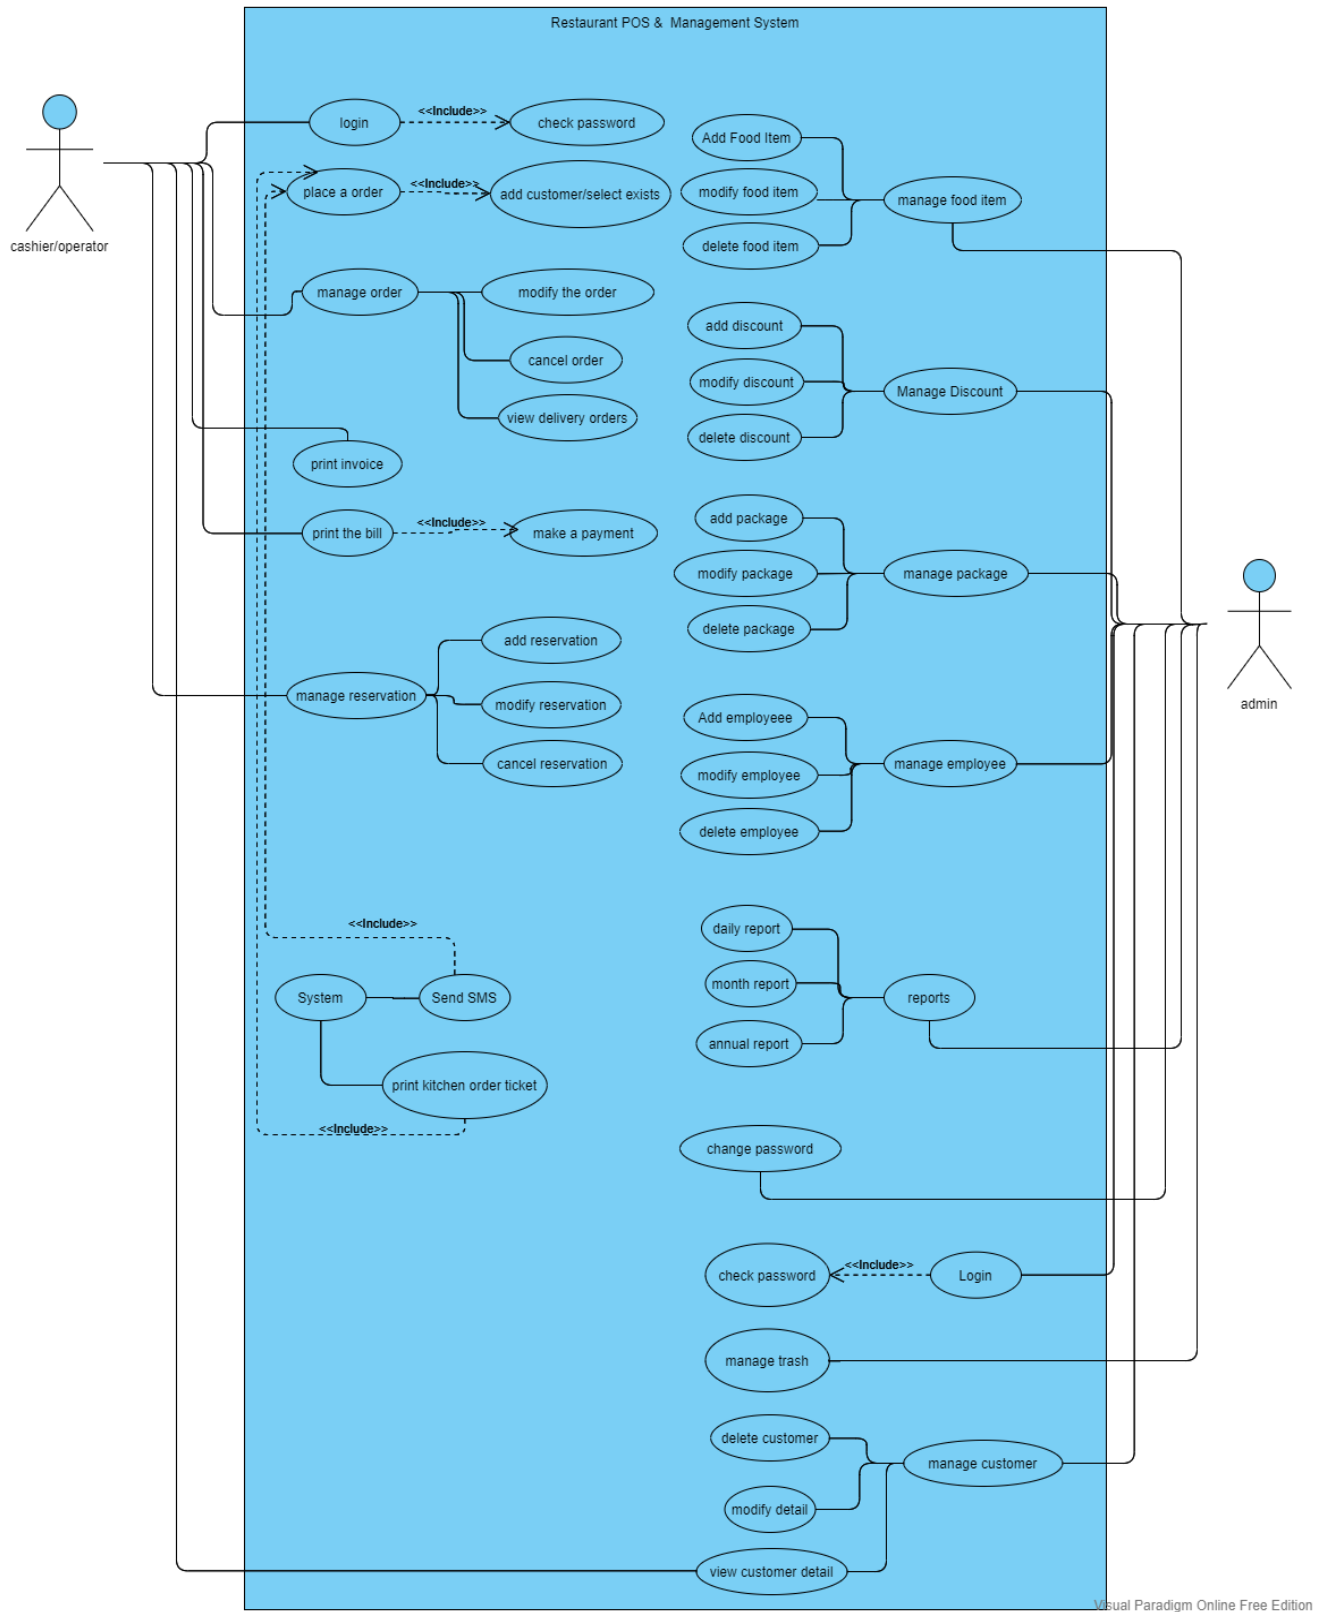 Restaurant POS & Management System
cashier/operator
login
<<Include>>
check password
place a order
<<Include>>
add customer/select exists
manage order
modify the order
cancel order
view delivery orders
print invoice
print the bill
<<Include>>
make a payment
manage reservation
add reservation
modify reservation
cancel reservation
<<Include>>
System
Send SMS
print kitchen order ticket
<<Include>>
Add Food Item
modify food item
delete food item
manage food item
add discount
modify discount
delete discount
Manage Discount
add package
modify package
delete package
manage package
Add employeee
modify employee
delete employee
manage employee
daily report
month report
annual report
reports
change password
check password
<<Include>>
Login
manage trash
delete customer
modify detail
view customer detail
manage customer
admin
Visual Paradigm Online Free Edition